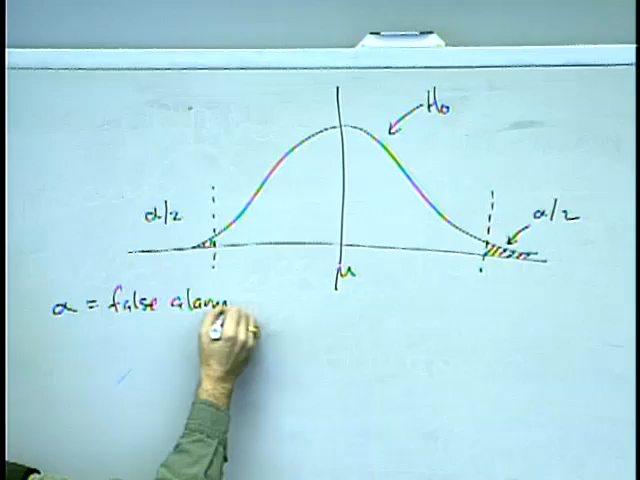 H₀
α/2
α/2
μ
α = false alarm